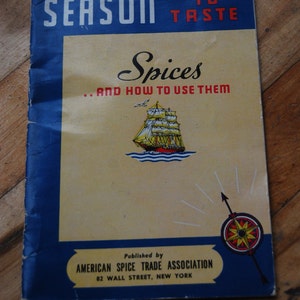 SEASON TO TASTE
Spices
..AND HOW TO USE THEM
Published by
AMERICAN SPICE TRADE ASSOCIATION
82 WALL STREET, NEW YORK